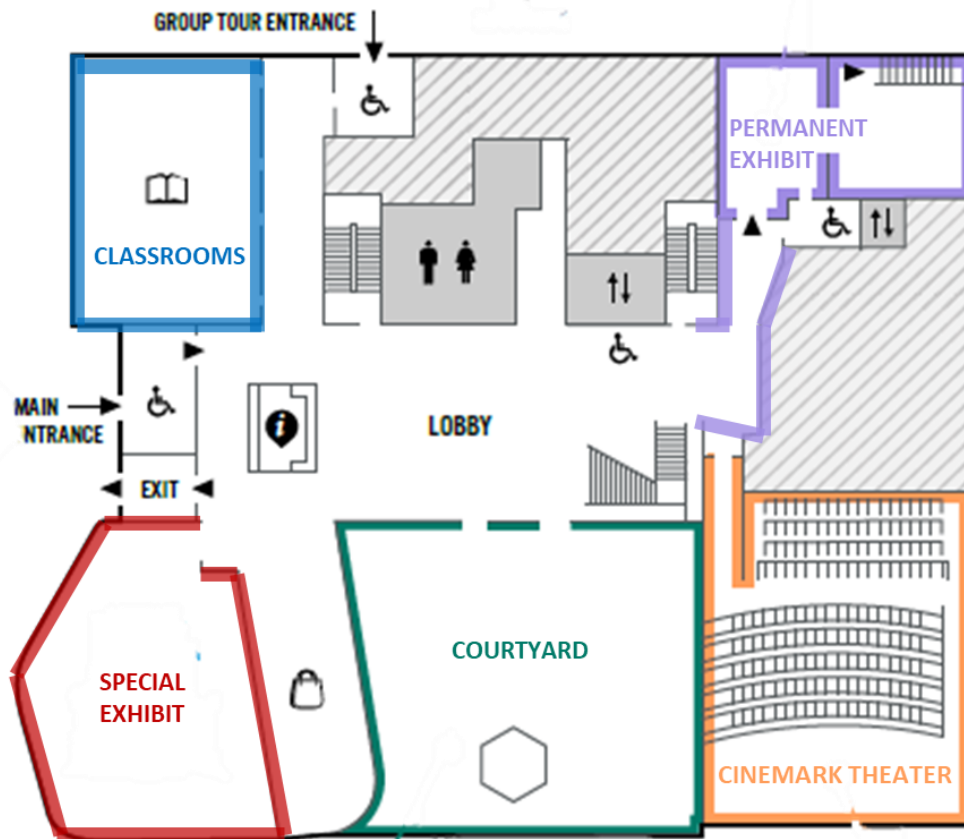 GROUP TOUR ENTRANCE
PERMANENT
EXHIBIT
CLASSROOMS
MAIN
NTRANCE
LOBBY
EXIT
SPECIAL
EXHIBIT
COURTYARD
CINEMARK THEATER